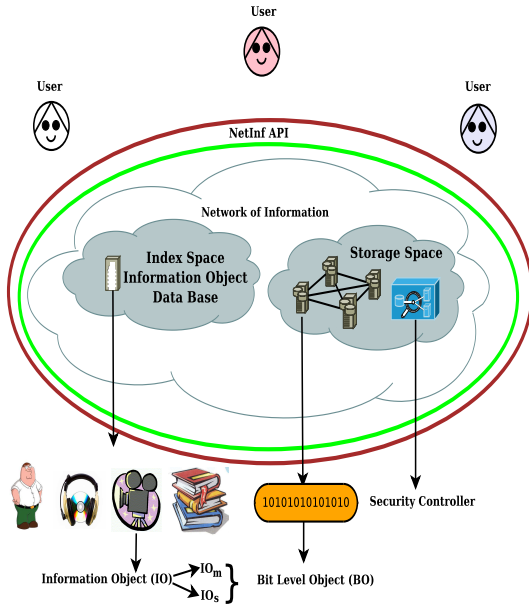 User
User
User
NetInf API
Network of Information
Index Space
Information Object
Data Base
Storage Space
10101010101010
Security Controller
Information Object (IO)
IOm
IOs
Bit Level Object (BO)